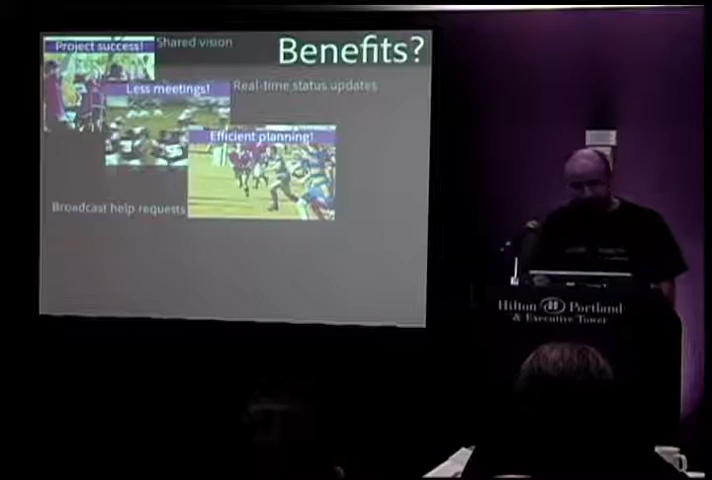 Project success!
Shared vision
Benefits?
Less meetings!
Real-time status updates
Efficient planning!
Broadcast help requests
Hilton Portland
& Executive Tower